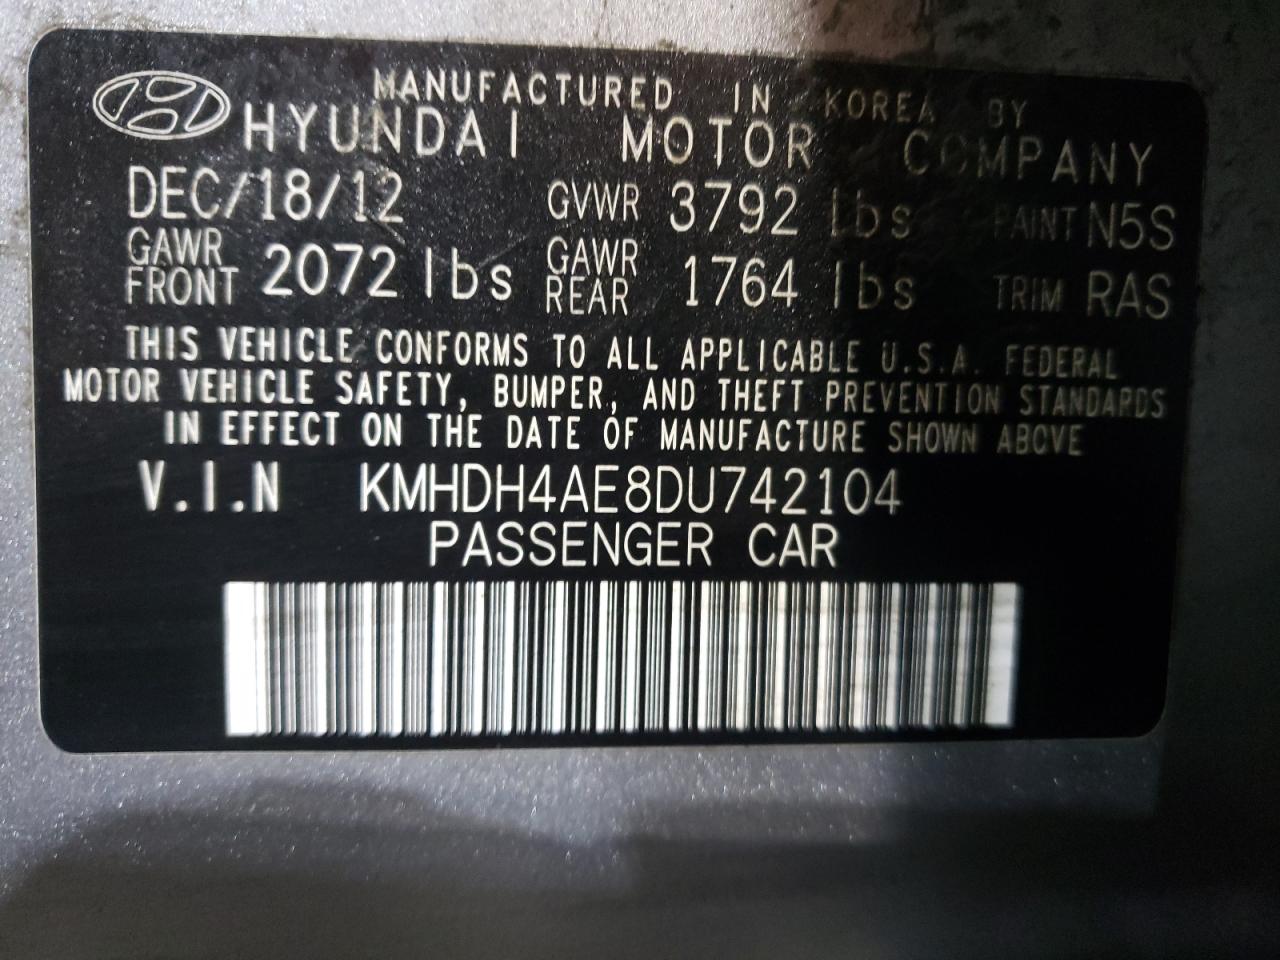 MANUFACTURED IN KOREA BY
HYUNDAI MOTOR COMPANY
DEC/18/12 GVWR 3792 lbs PAINT N5S
GAWR FRONT 2072 lbs GAWR REAR 1764 lbs TRIM RAS
THIS VEHICLE CONFORMS TO ALL APPLICABLE U.S.A. FEDERAL
MOTOR VEHICLE SAFETY, BUMPER, AND THEFT PREVENTION STANDARDS
IN EFFECT ON THE DATE OF MANUFACTURE SHOWN ABOVE
V.I.N KMHDH4AE8DU742104
PASSENGER CAR